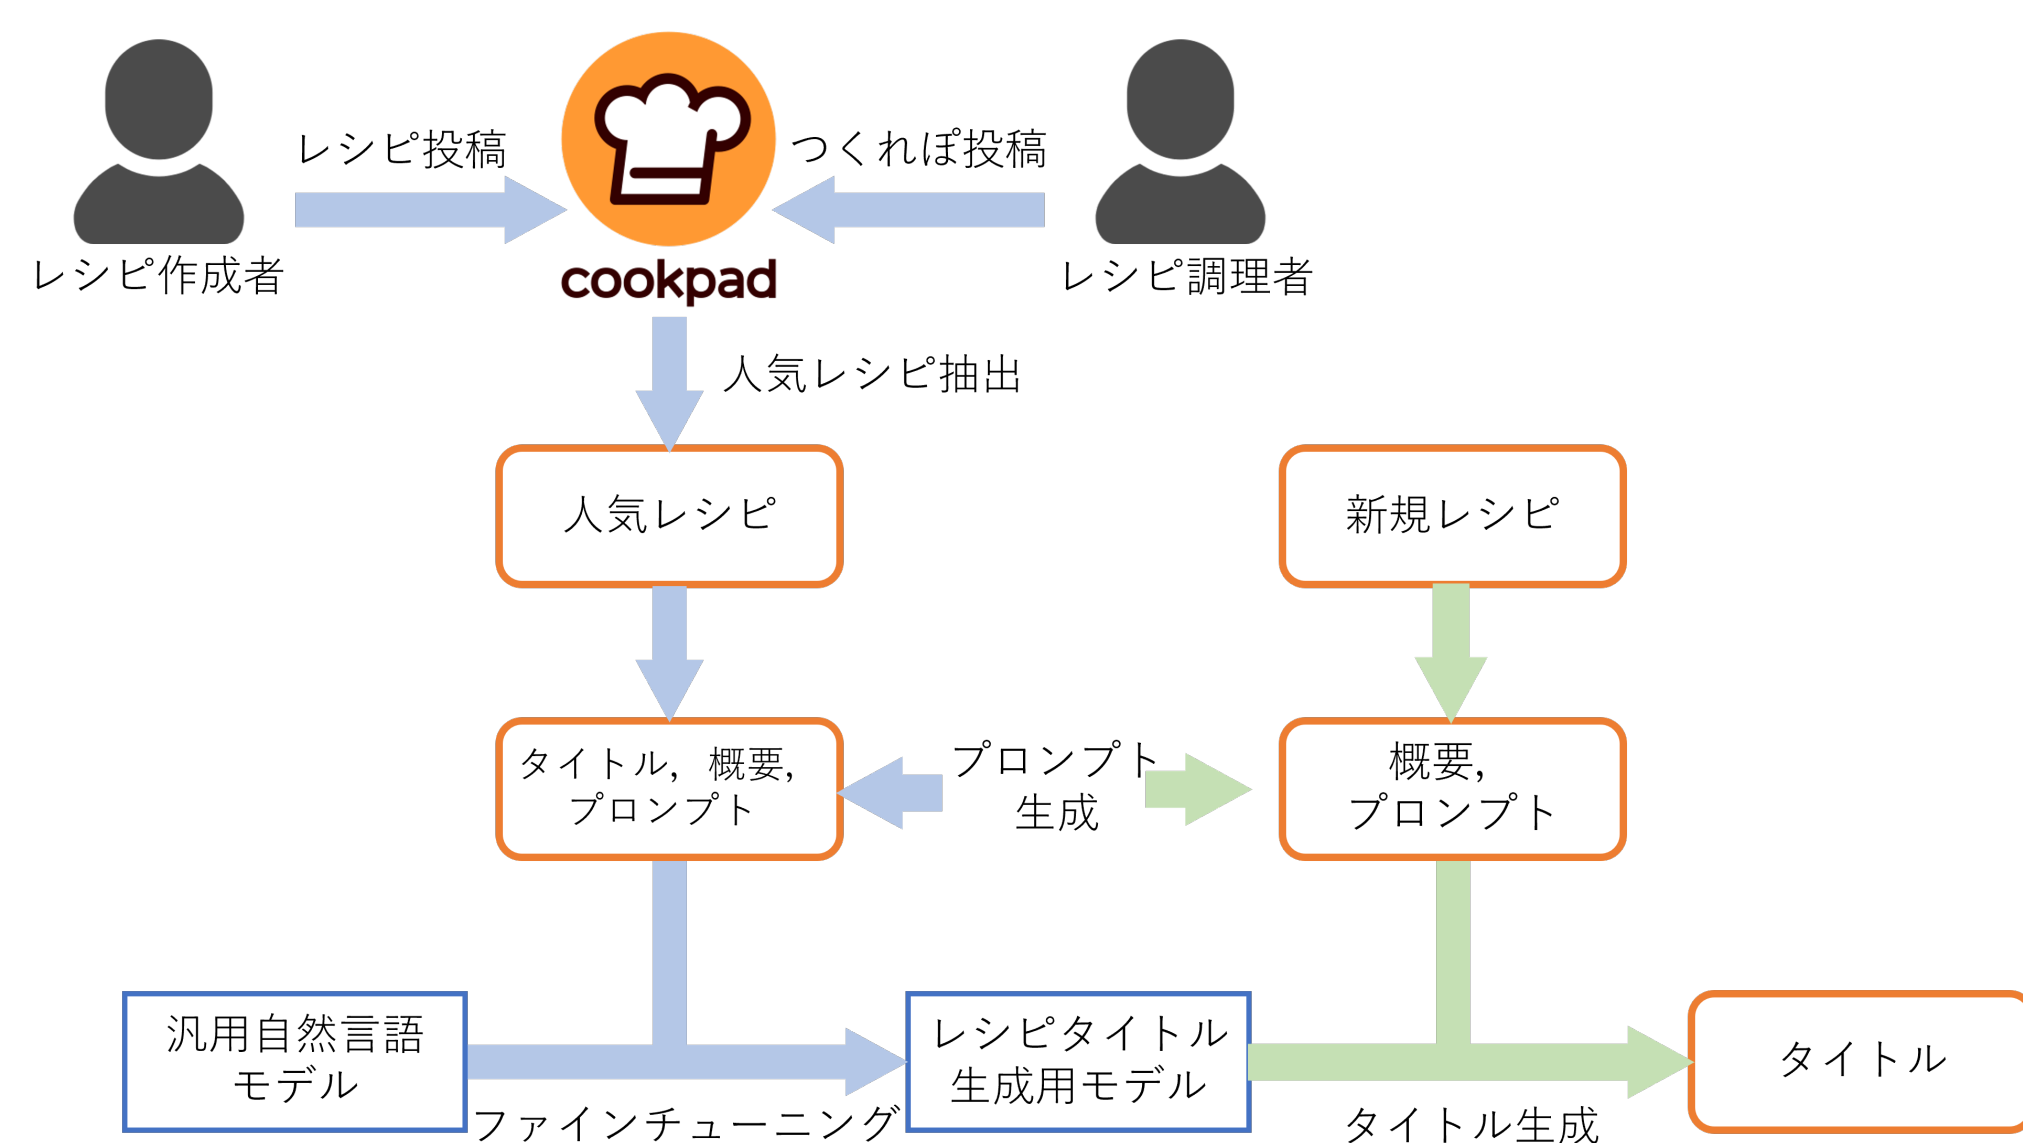 レシピ投稿
つくれぽ投稿
レシピ作成者
cookpad
レシピ調理者
人気レシピ抽出
人気レシピ
新規レシピ
タイトル, 概要,
プロンプト
プロンプト
生成
概要,
プロンプト
汎用自然言語
モデル
ファインチューニング
レシピタイトル
生成用モデル
タイトル生成
タイトル